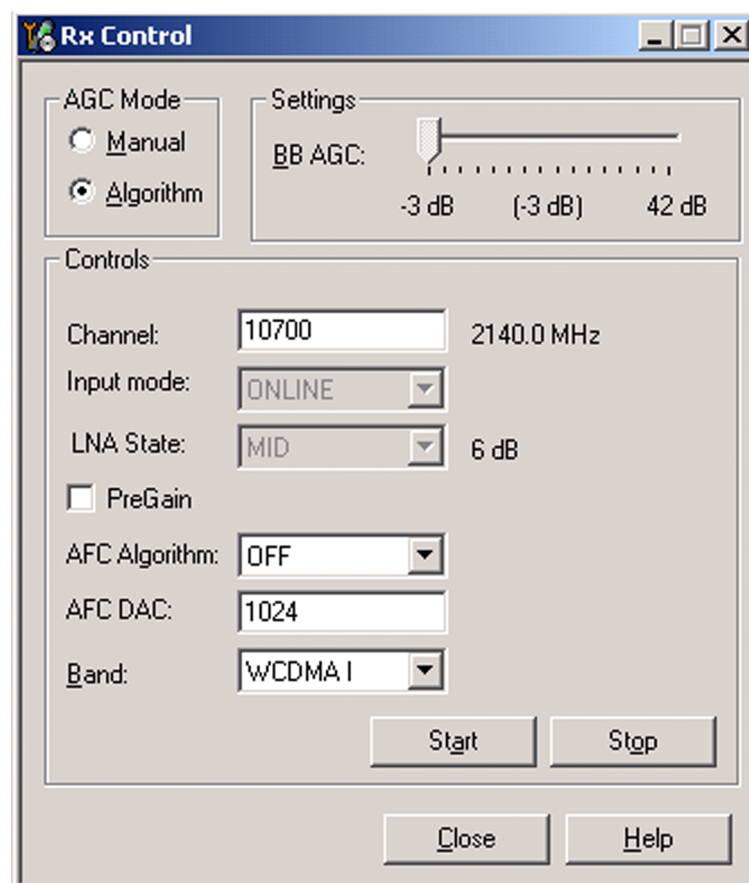 Rx Control
AGC Mode
Manual
Algorithm
Settings
BB AGC:
-3 dB (-3 dB) 42 dB
Controls
Channel: 10700 2140.0 MHz
Input mode: ONLINE
LNA State: MID 6 dB
PreGain
AFC Algorithm: OFF
AFC DAC: 1024
Band: WCDMA I
Start Stop
Close Help